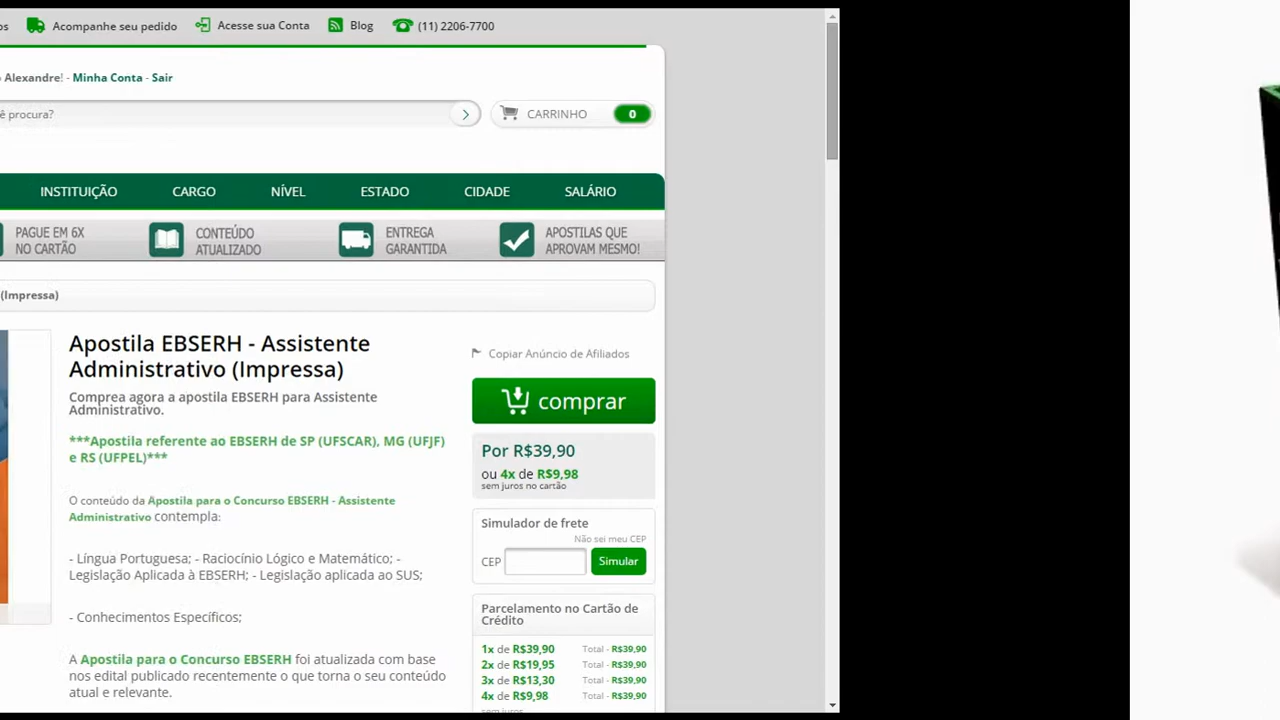 Acompanhe seu pedido Acesse sua Conta Blog (11) 2206-7700
Alexandre! - Minha Conta - Sair
procura?
CARRINHO 0
INSTITUIÇÃO CARGO NÍVEL ESTADO CIDADE SALÁRIO
PAGUE EM 6X
NO CARTÃO
CONTEÚDO
ATUALIZADO
ENTREGA
GARANTIDA
APOSTILAS QUE
APROVAM MESMO!
(Impressa)
Apostila EBSERH - Assistente
Administrativo (Impressa)
Comprea agora a apostila EBSERH para Assistente
Administrativo.
***Apostila referente ao EBSERH de SP (UFSCAR), MG (UFJF)
e RS (UFPEL)***
O conteúdo da Apostila para o Concurso EBSERH - Assistente
Administrativo contempla:
- Língua Portuguesa; - Raciocínio Lógico e Matemático; -
Legislação Aplicada à EBSERH; - Legislação aplicada ao SUS;
- Conhecimentos Específicos;
A Apostila para o Concurso EBSERH foi atualizada com base
nos edital publicado recentemente o que torna o seu conteúdo
atual e relevante.
Copiar Anúncio de Afiliados
comprar
Por R$39,90
ou 4x de R$9,98
sem juros no cartão
Simulador de frete
Não sei meu CEP
CEP Simular
Parcelamento no Cartão de
Crédito
1x de R$39,90 Total - R$39,90
2x de R$19,95 Total - R$39,90
3x de R$13,30 Total - R$39,90
4x de R$9,98 Total - R$39,90
sem juros